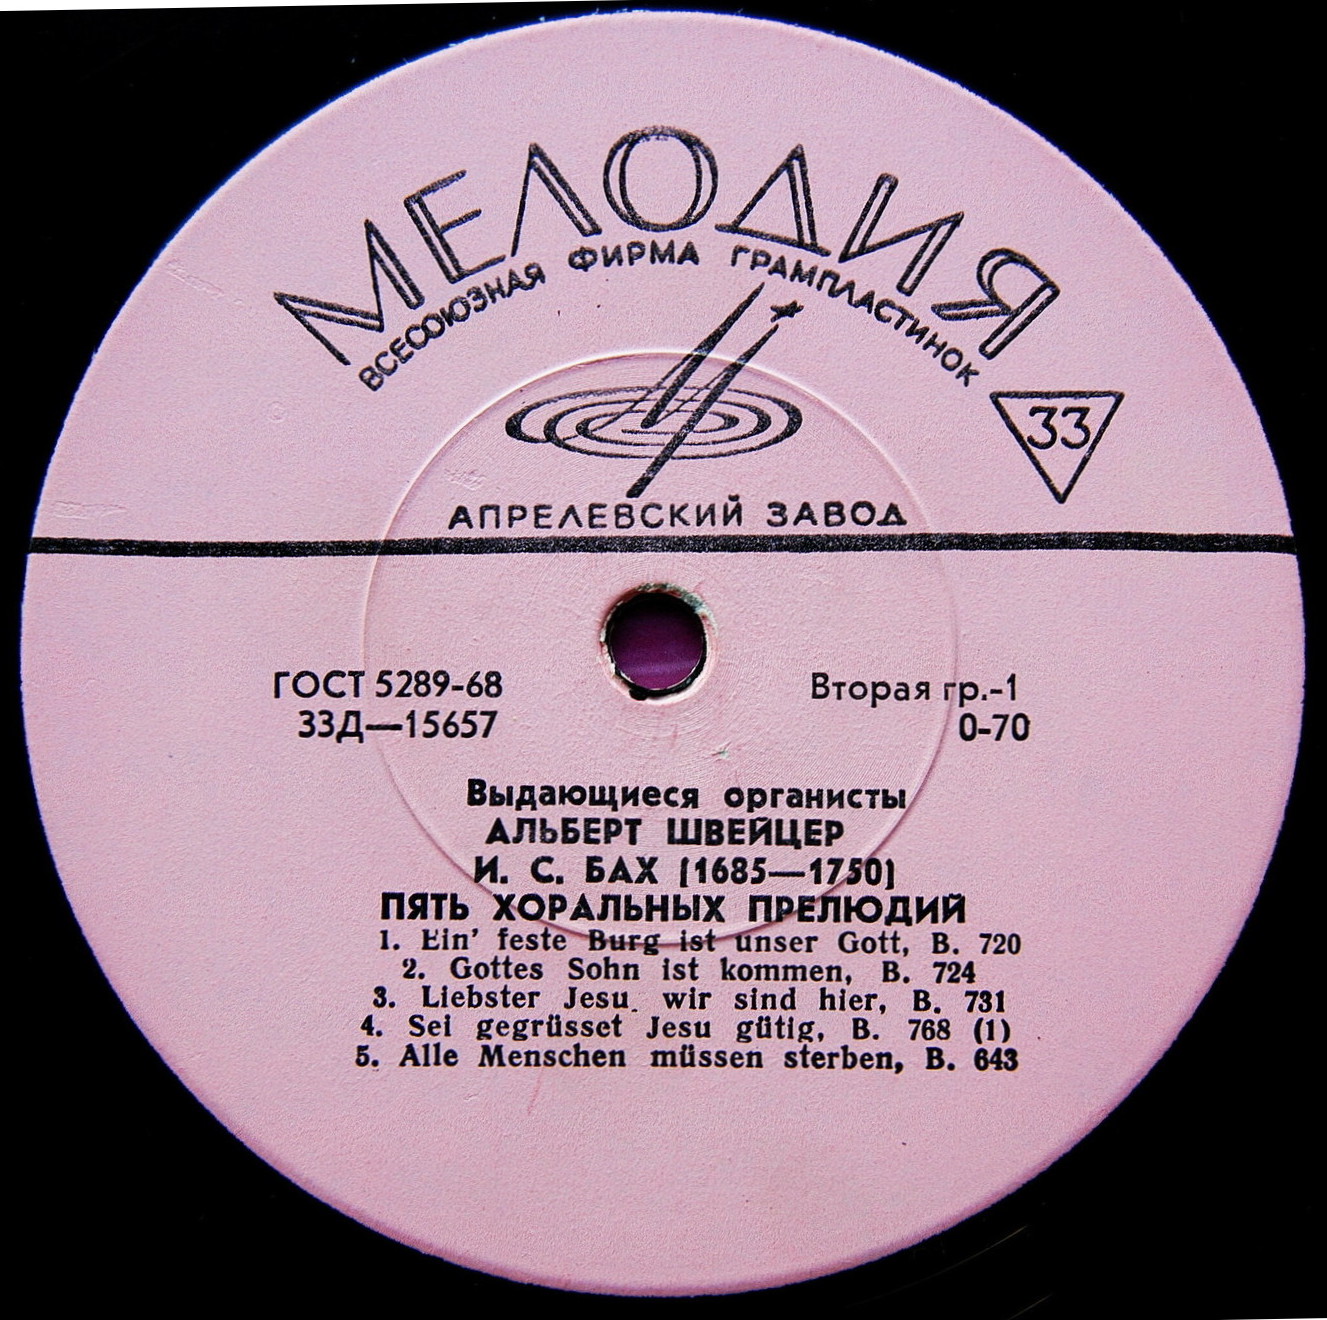 МЕЛОДИЯ
ВСЕСОЮЗНАЯ ФИРМА ГРАМПЛАСТИНОК
33
АПРЕЛЕВСКИЙ ЗАВОД
ГОСТ 5289-68
33Д—15657
Вторая гр.-1
0-70
Выдающиеся органисты
АЛЬБЕРТ ШВЕЙЦЕР
И. С. БАХ (1685—1750)
ПЯТЬ ХОРАЛЬНЫХ ПРЕЛЮДИЙ
1. Ein' feste Burg ist unser Gott, B. 720
2. Gottes Sohn ist kommen, B. 724
3. Liebster Jesu. wir sind hier, B. 731
4. Sei gegrüsset Jesu gütig, B. 768 (1)
5. Alle Menschen müssen sterben, B. 643